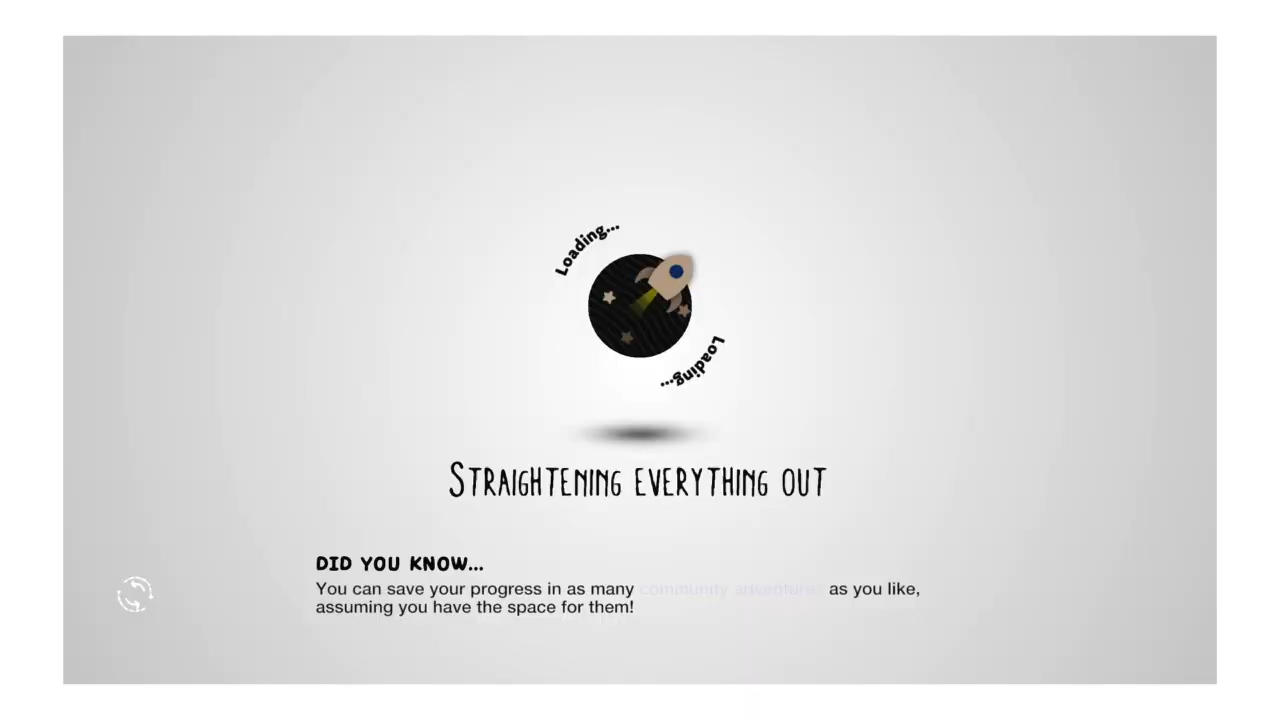 Loading...
Loading...
STRAIGHTENING EVERYTHING OUT
DID YOU KNOW...
You can save your progress in as many community adventures as you like,
assuming you have the space for them!